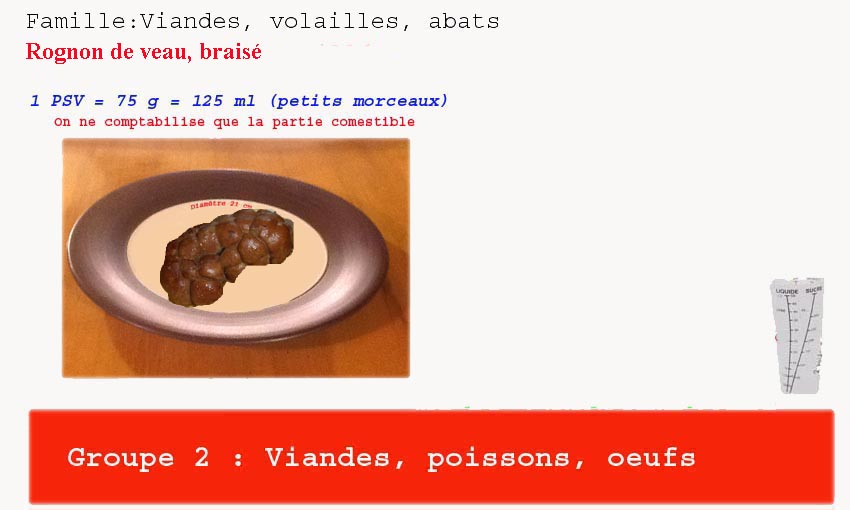 Famille:Viandes, volailles, abats
Rognon de veau, braisé
1 PSV = 75 g = 125 ml (petits morceaux)
On ne comptabilise que la partie comestible
Diamètre 21 cm
LIQUIDE SUCRE
Groupe 2 : Viandes, poissons, oeufs